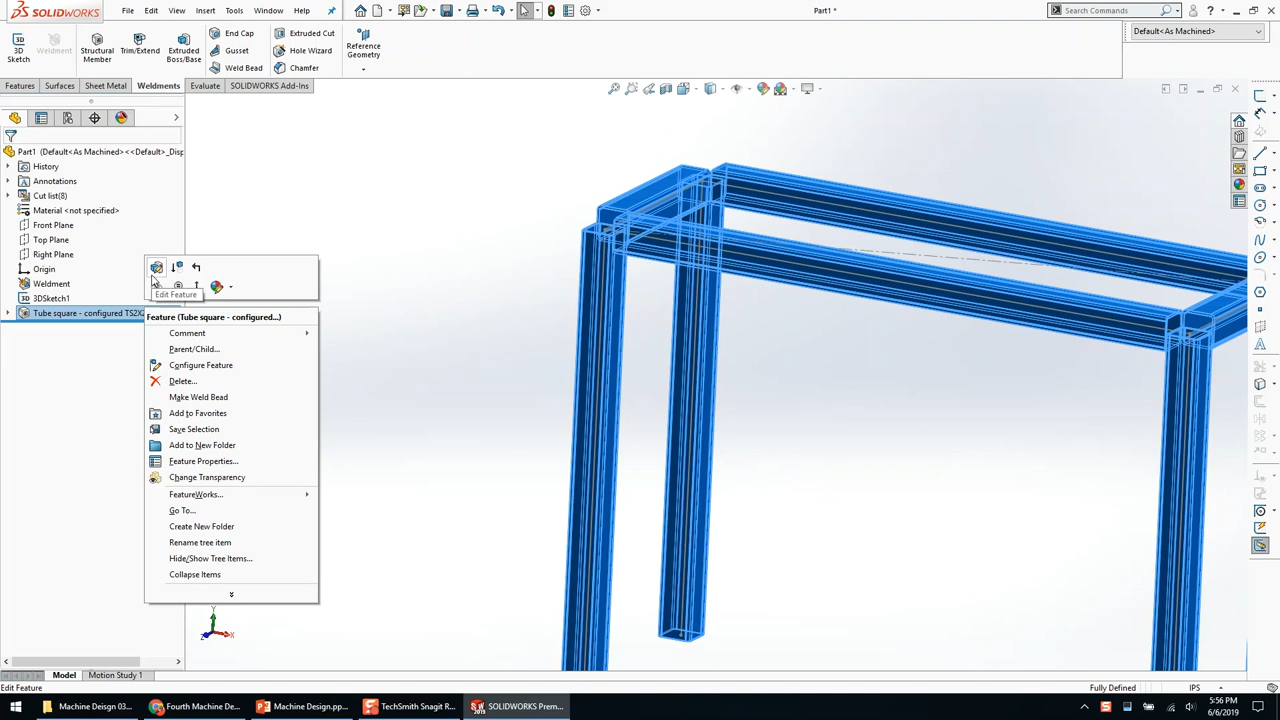 SOLIDWORKS
File Edit View Insert Tools Window Help
Part1 *
Search Commands
3D Sketch
Weldment
Structural Member
Trim/Extend
Extruded Boss/Base
End Cap
Gusset
Weld Bead
Extruded Cut
Hole Wizard
Chamfer
Reference Geometry
Default<As Machined>
Features Surfaces Sheet Metal Weldments Evaluate SOLIDWORKS Add-Ins
Part1 (Default<As Machined><<Default>_Disp
History
Annotations
Cut list(8)
Material <not specified>
Front Plane
Top Plane
Right Plane
Origin
Weldment
3DSketch1
Tube square - configured TS2X2
Edit Feature
Feature (Tube square - configured...)
Comment
Parent/Child...
Configure Feature
Delete...
Make Weld Bead
Add to Favorites
Save Selection
Add to New Folder
Feature Properties...
Change Transparency
FeatureWorks...
Go To...
Create New Folder
Rename tree item
Hide/Show Tree Items...
Collapse Items
Y
Z X
Model Motion Study 1
Edit Feature
Fully Defined
IPS
Machine Deisgn 03...
Fourth Machine De...
Machine Design.pp...
TechSmith Snagit R...
SOLIDWORKS Prem...
5:56 PM
6/6/2019